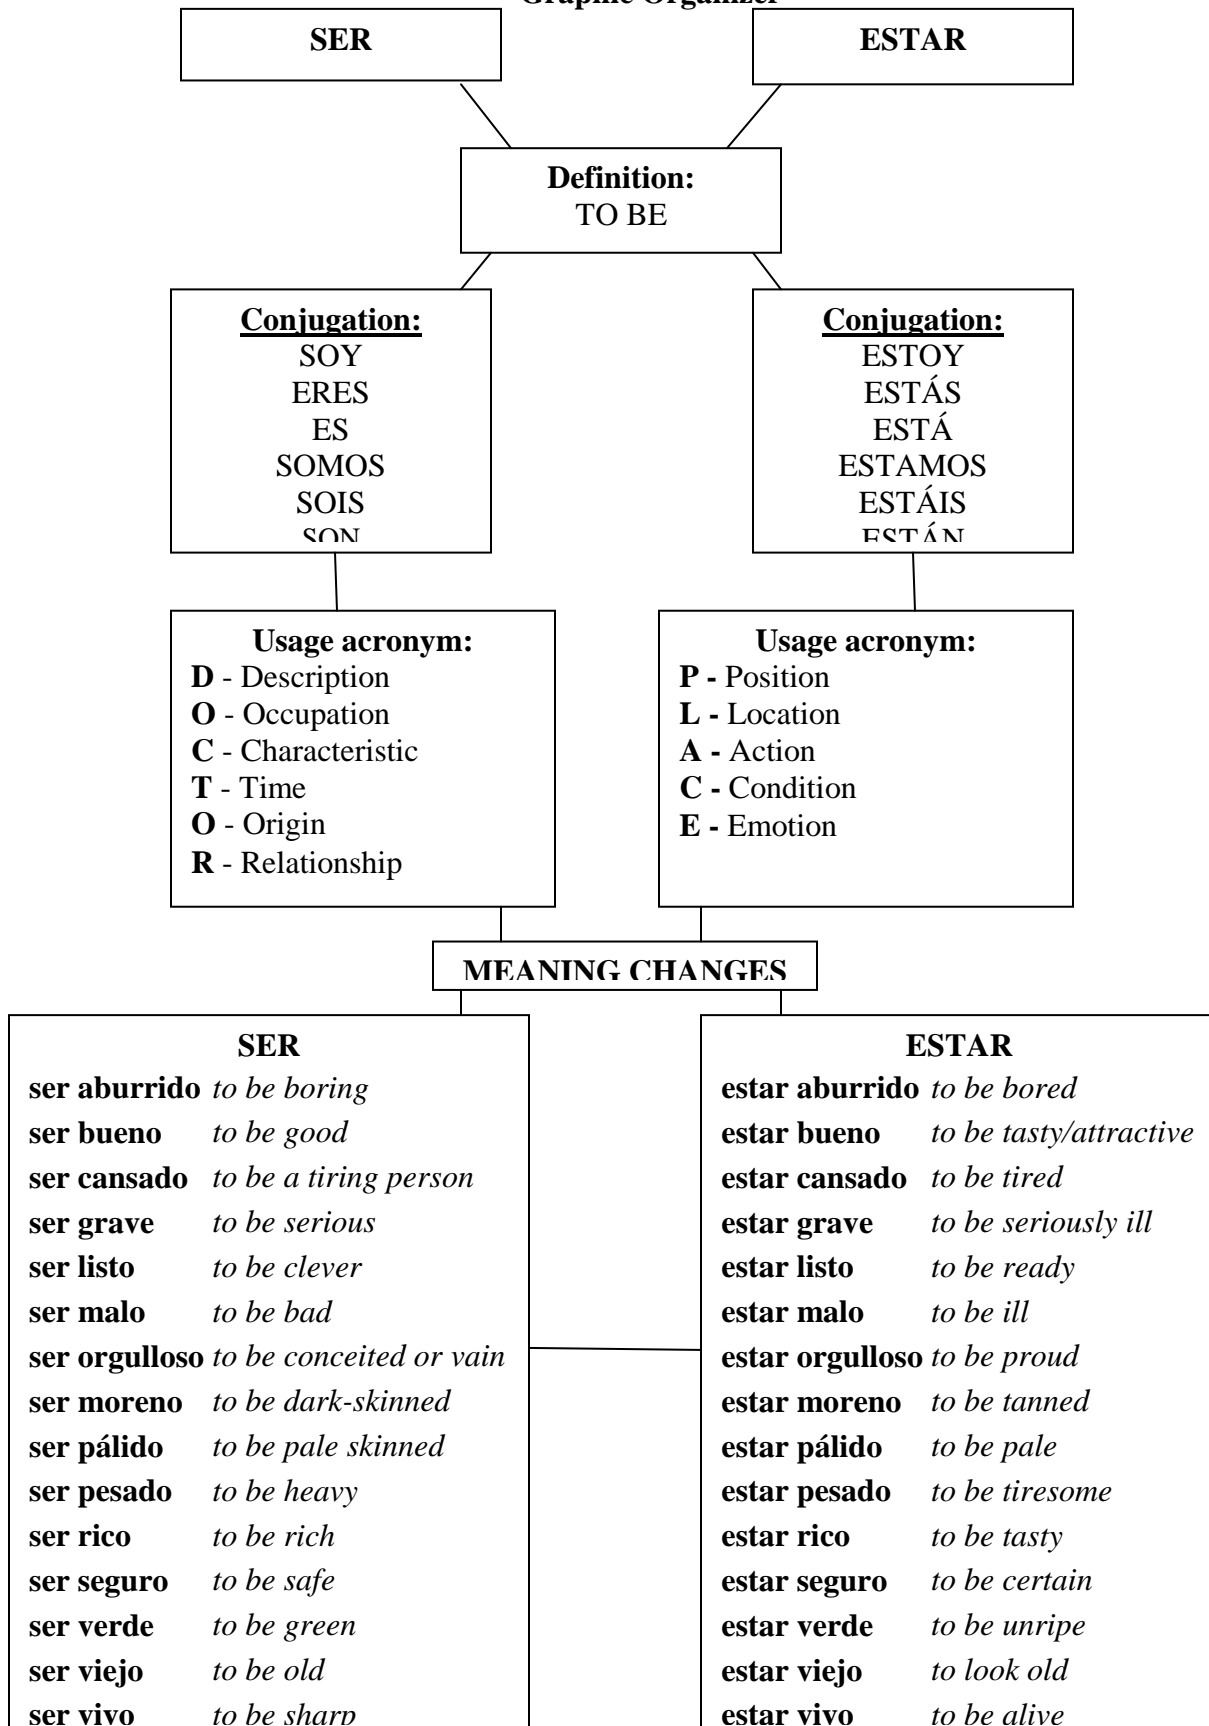 Graphic Organizer
SER
ESTAR
Definition:
TO BE
Conjugation:
SOY
ERES
ES
SOMOS
SOIS
SON
Conjugation:
ESTOY
ESTÁS
ESTÁ
ESTAMOS
ESTÁIS
ESTÁN
Usage acronym:
D - Description
O - Occupation
C - Characteristic
T - Time
O - Origin
R - Relationship
Usage acronym:
P - Position
L - Location
A - Action
C - Condition
E - Emotion
MEANING CHANGES
SER
ser aburrido to be boring
ser bueno to be good
ser cansado to be a tiring person
ser grave to be serious
ser listo to be clever
ser malo to be bad
ser orgulloso to be conceited or vain
ser moreno to be dark-skinned
ser pálido to be pale skinned
ser pesado to be heavy
ser rico to be rich
ser seguro to be safe
ser verde to be green
ser viejo to be old
ser vivo to be sharp
ESTAR
estar aburrido to be bored
estar bueno to be tasty/attractive
estar cansado to be tired
estar grave to be seriously ill
estar listo to be ready
estar malo to be ill
estar orgulloso to be proud
estar moreno to be tanned
estar pálido to be pale
estar pesado to be tiresome
estar rico to be tasty
estar seguro to be certain
estar verde to be unripe
estar viejo to look old
estar vivo to be alive